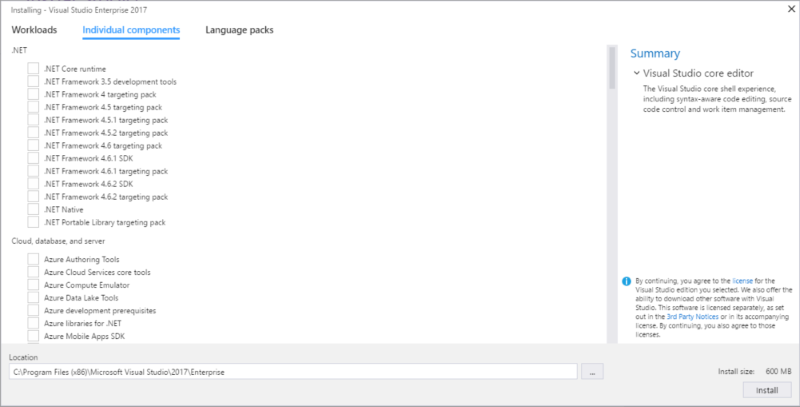 Installing - Visual Studio Enterprise 2017
Workloads Individual components Language packs
.NET
.NET Core runtime
.NET Framework 3.5 development tools
.NET Framework 4 targeting pack
.NET Framework 4.5 targeting pack
.NET Framework 4.5.1 targeting pack
.NET Framework 4.5.2 targeting pack
.NET Framework 4.6 targeting pack
.NET Framework 4.6.1 SDK
.NET Framework 4.6.1 targeting pack
.NET Framework 4.6.2 SDK
.NET Framework 4.6.2 targeting pack
.NET Native
.NET Portable Library targeting pack
Cloud, database, and server
Azure Authoring Tools
Azure Cloud Services core tools
Azure Compute Emulator
Azure Data Lake Tools
Azure development prerequisites
Azure libraries for .NET
Azure Mobile Apps SDK
Summary
Visual Studio core editor
The Visual Studio core shell experience,
including syntax-aware code editing, source
code control and work item management.
By continuing, you agree to the license for the
Visual Studio edition you selected. We also offer the
ability to download other software with Visual
Studio. This software is licensed separately, as set
out in the 3rd Party Notices or in its accompanying
license. By continuing, you also agree to those
licenses.
Location
C:\Program Files (x86)\Microsoft Visual Studio\2017\Enterprise
...
Install size: 600 MB
Install